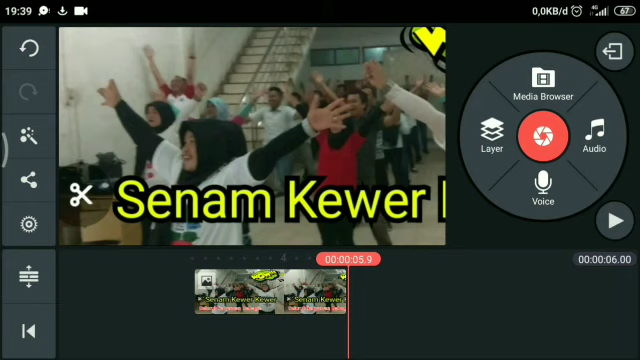 19:39
0,0KB/d
4G
67
Media Browser
Layer
Audio
Voice
Senam Kewer
4
00:00:05.9
00:00:06.00
Senam Kewer Kewer
Senam Kewer